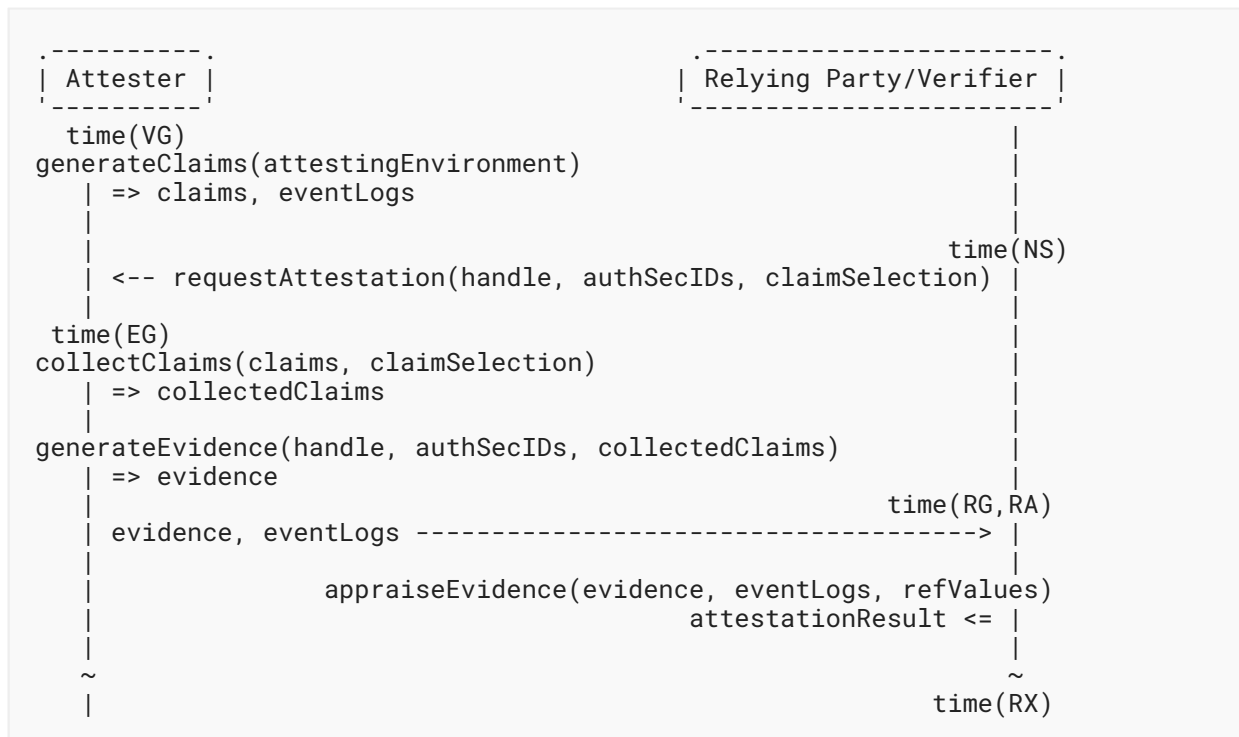 .----------.                                .-----------------------.
| Attester |                              | Relying Party/Verifier |
'----------'                              '------------------------'
  time(VG)                                                      |
generateClaims(attestingEnvironment)                            |
   | => claims, eventLogs                                       |
   |                                                            |
   |                                                        time(NS)
   | <-- requestAttestation(handle, authSecIDs, claimSelection) |
   |                                                            |
 time(EG)                                                       |
collectClaims(claims, claimSelection)                           |
   | => collectedClaims                                         |
   |                                                            |
generateEvidence(handle, authSecIDs, collectedClaims)           |
   | => evidence                                                |
   |                                                    time(RG,RA)
   | evidence, eventLogs -------------------------------------> |
   |                                                            |
   |               appraiseEvidence(evidence, eventLogs, refValues)
   |                                       attestationResult <= |
   |                                                            |
   ~                                                            ~
   |                                                       time(RX)